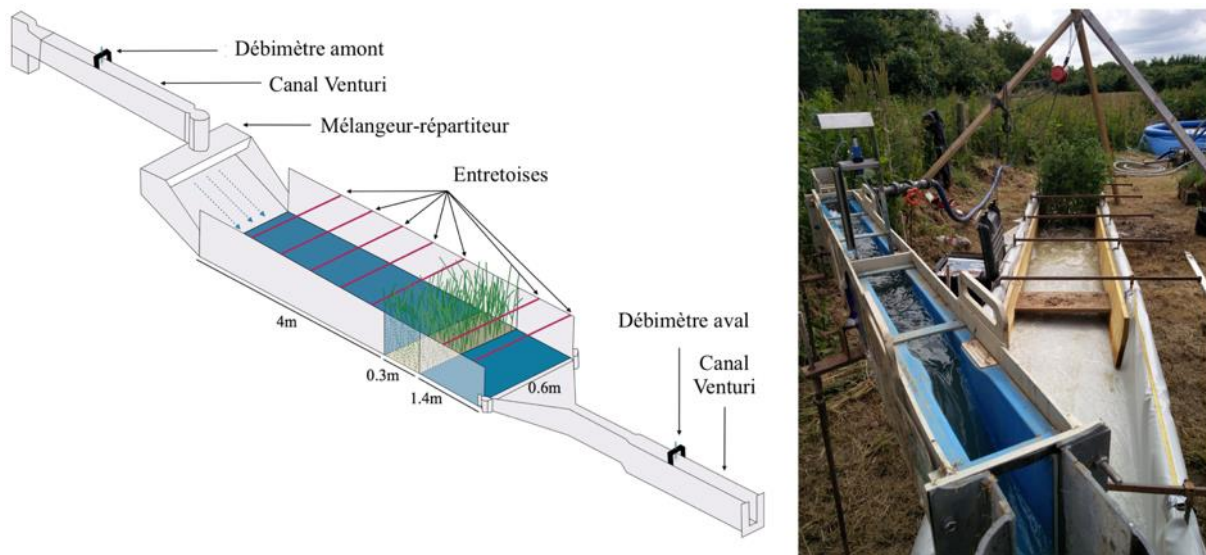 Débimètre amont
Canal Venturi
Mélangeur-répartiteur
Entretoises
4m
0.3m
1.4m
0.6m
Débimètre aval
Canal
Venturi